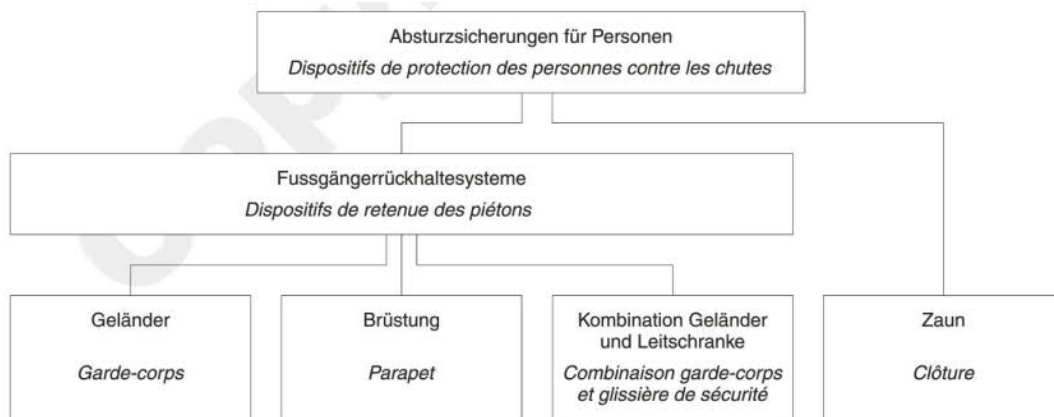 Absturzsicherungen für Personen
Dispositifs de protection des personnes contre les chutes
Fussgängerrückhaltesysteme
Dispositifs de retenue des piétons
Geländer
Garde-corps
Brüstung
Parapet
Kombination Geländer
und Leitschranke
Combinaison garde-corps
et glissière de sécurité
Zaun
Clôture